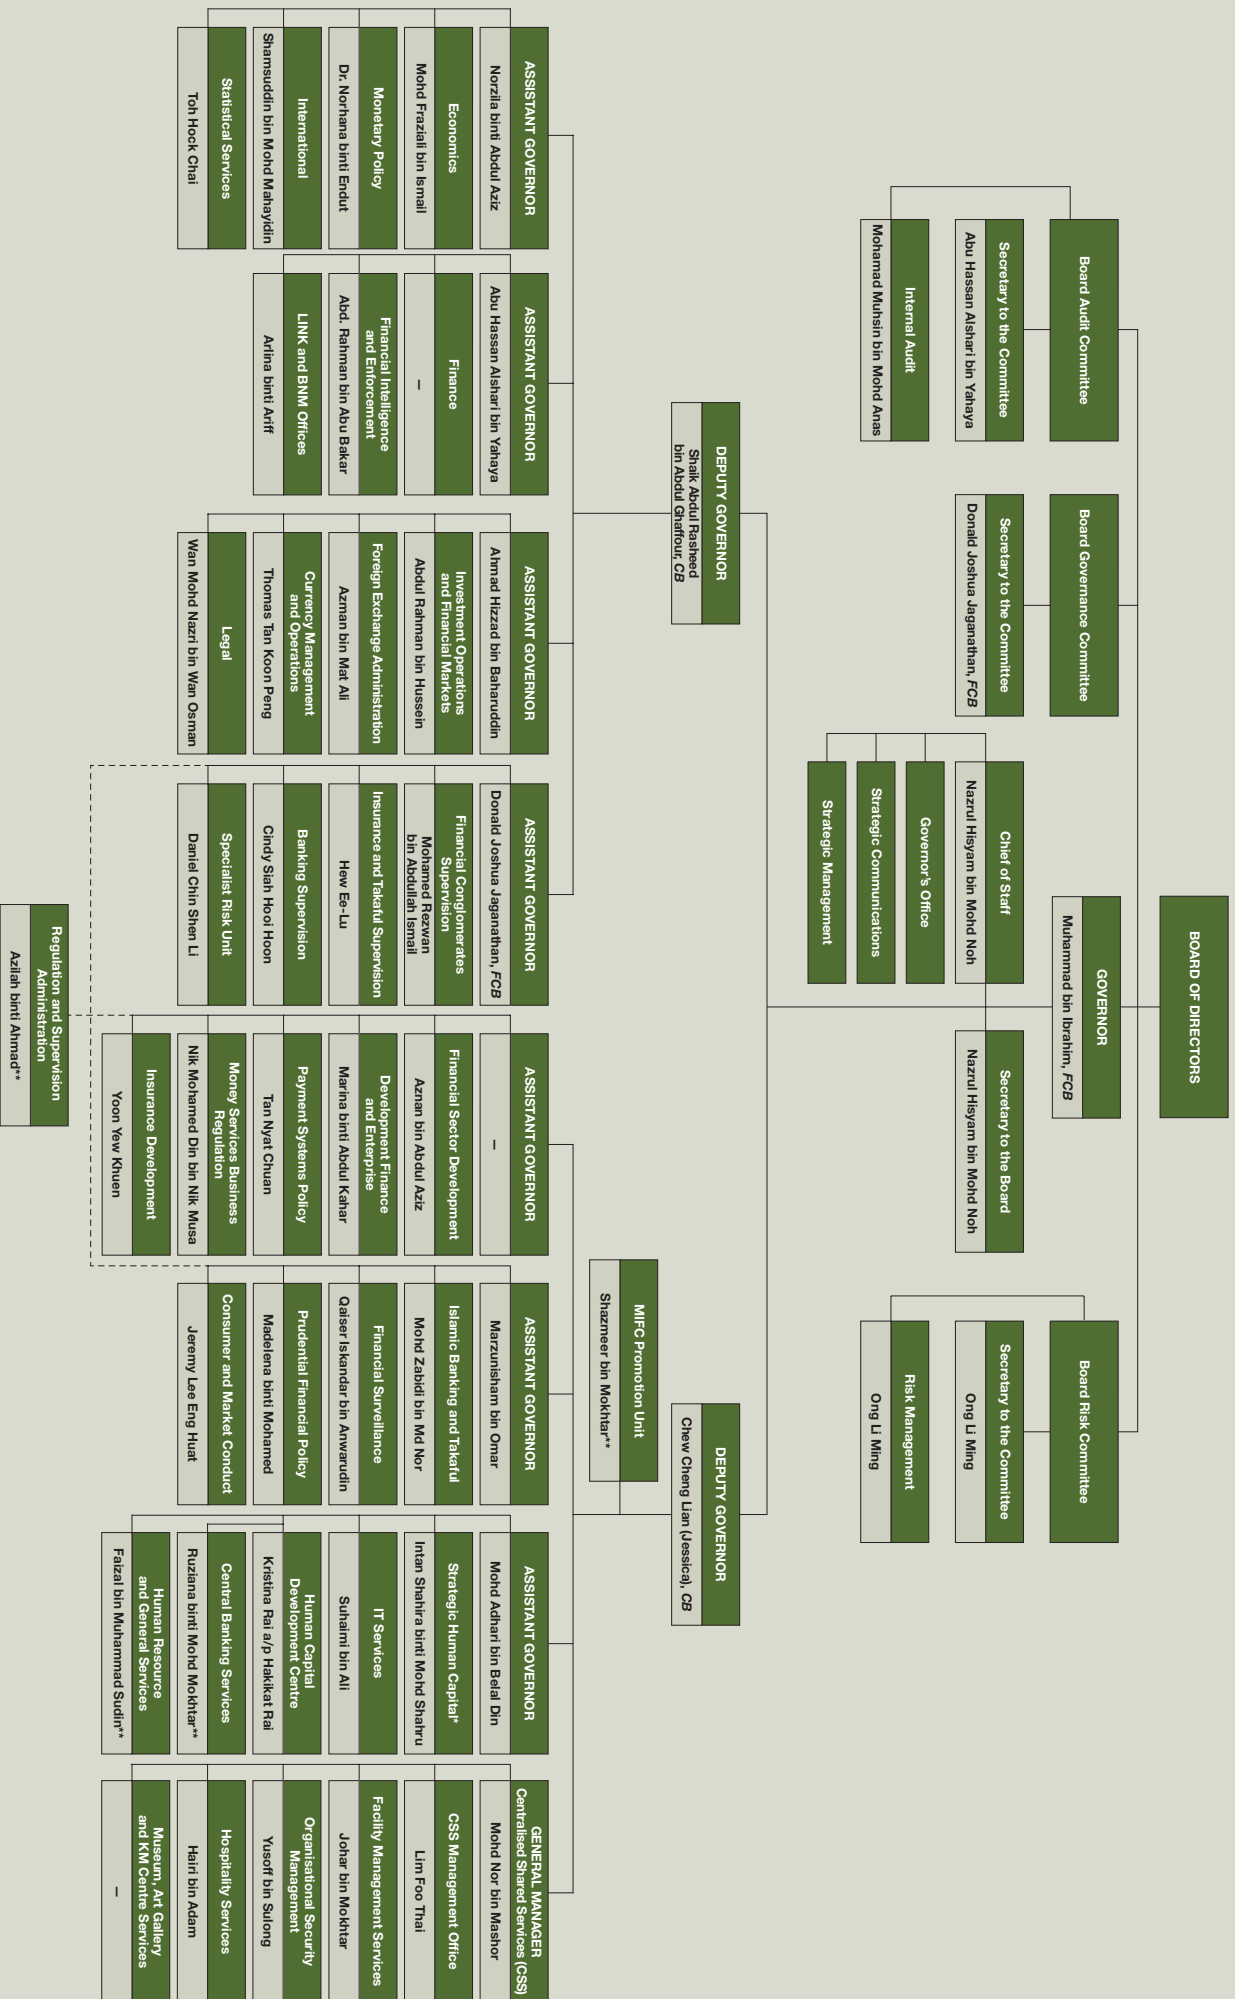 BOARD OF DIRECTORS
Board Audit Committee
Secretary to the Committee
Abu Hassan Alshari bin Yahaya
Internal Audit
Mohamad Muhsin bin Mohd Anas
Board Governance Committee
Secretary to the Committee
Donald Joshua Jaganathan, FCB
GOVERNOR
Muhammad bin Ibrahim, FCB
Chief of Staff
Nazrul Hisyam bin Mohd Noh
Governor's Office
Strategic Communications
Strategic Management
Secretary to the Board
Nazrul Hisyam bin Mohd Noh
Board Risk Committee
Secretary to the Committee
Ong Li Ming
Risk Management
Ong Li Ming
DEPUTY GOVERNOR
Shaik Abdul Rasheed
bin Abdul Ghaffour, CB
DEPUTY GOVERNOR
Chew Cheng Lian (Jessica), CB
MIFC Promotion Unit
Shazmeer bin Mokhtar**
ASSISTANT GOVERNOR
Norzila binti Abdul Aziz
Economics
Mohd Fraziali bin Ismail
Monetary Policy
Dr. Norhana binti Endut
International
Shamsuddin bin Mohd Mahayidin
Statistical Services
Toh Hock Chai
ASSISTANT GOVERNOR
Abu Hassan Alshari bin Yahaya
Finance
–
Financial Intelligence
and Enforcement
Abd. Rahman bin Abu Bakar
LINK and BNM Offices
Arlina binti Ariff
ASSISTANT GOVERNOR
Ahmad Hizzad bin Baharuddin
Investment Operations
and Financial Markets
Abdul Rahman bin Hussein
Foreign Exchange Administration
Azman bin Mat Ali
Currency Management
and Operations
Thomas Tan Koon Peng
Legal
Wan Mohd Nazri bin Wan Osman
ASSISTANT GOVERNOR
Donald Joshua Jaganathan, FCB
Financial Conglomerates
Supervision
Mohamed Rezwan
bin Abdullah Ismail
Insurance and Takaful Supervision
Hew Ee-Lu
Banking Supervision
Cindy Siah Hooi Hoon
Specialist Risk Unit
Daniel Chin Shen Li
ASSISTANT GOVERNOR
–
Financial Sector Development
Aznan bin Abdul Aziz
Development Finance
and Enterprise
Marina binti Abdul Kahar
Payment Systems Policy
Tan Nyat Chuan
Money Services Business
Regulation
Nik Mohamed Din bin Nik Musa
Insurance Development
Yoon Yew Khuen
ASSISTANT GOVERNOR
Marzunisham bin Omar
Islamic Banking and Takaful
Mohd Zabidi bin Md Nor
Financial Surveillance
Qaiser Iskandar bin Anwarudin
Prudential Financial Policy
Madelena binti Mohamed
Consumer and Market Conduct
Jeremy Lee Eng Huat
ASSISTANT GOVERNOR
Mohd Adhari bin Belal Din
Strategic Human Capital*
Intan Shahira binti Mohd Shahru
IT Services
Suhaimi bin Ali
Human Capital
Development Centre
Kristina Rai a/p Hakikat Rai
Central Banking Services
Ruziana binti Mohd Mokhtar**
Human Resource
and General Services
Faizal bin Muhammad Sudin**
GENERAL MANAGER
Centralised Shared Services (CSS)
Mohd Nor bin Mashor
CSS Management Office
Lim Foo Thai
Facility Management Services
Johar bin Mokhtar
Organisational Security
Management
Yusoff bin Sulong
Hospitality Services
Hairi bin Adam
Museum, Art Gallery
and KM Centre Services
–
Regulation and Supervision
Administration
Azilah binti Ahmad**